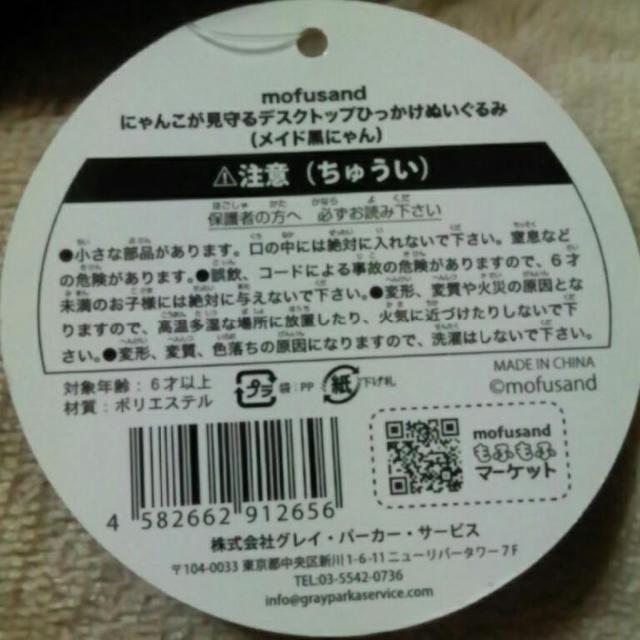 mofusand
にゃんこが見守るデスクトップひっかけぬいぐるみ
(メイド黒にゃん)
⚠注意（ちゅうい）
保護者の方へ 必ずお読み下さい
●小さな部品があります。口の中には絶対に入れないで下さい。窒息など
の危険があります。●誤飲、コードによる事故の危険がありますので、6才
未満のお子様には絶対に与えないで下さい。●変形、変質や火災の原因とな
りますので、高温多湿な場所に放置したり、火気に近づけたりしないで下
さい。●変形、変質、色落ちの原因になりますので、洗濯はしないで下さい。
MADE IN CHINA
対象年齢：6才以上
プラ 袋：PP 紙 下げ札
©mofusand
材質：ポリエステル
mofusand
もふもふ
マーケット
4 582662 912656
株式会社グレイ・パーカー・サービス
〒104-0033 東京都中央区新川1-6-11ニューリバータワー7F
TEL:03-5542-0736
info@grayparkaservice.com